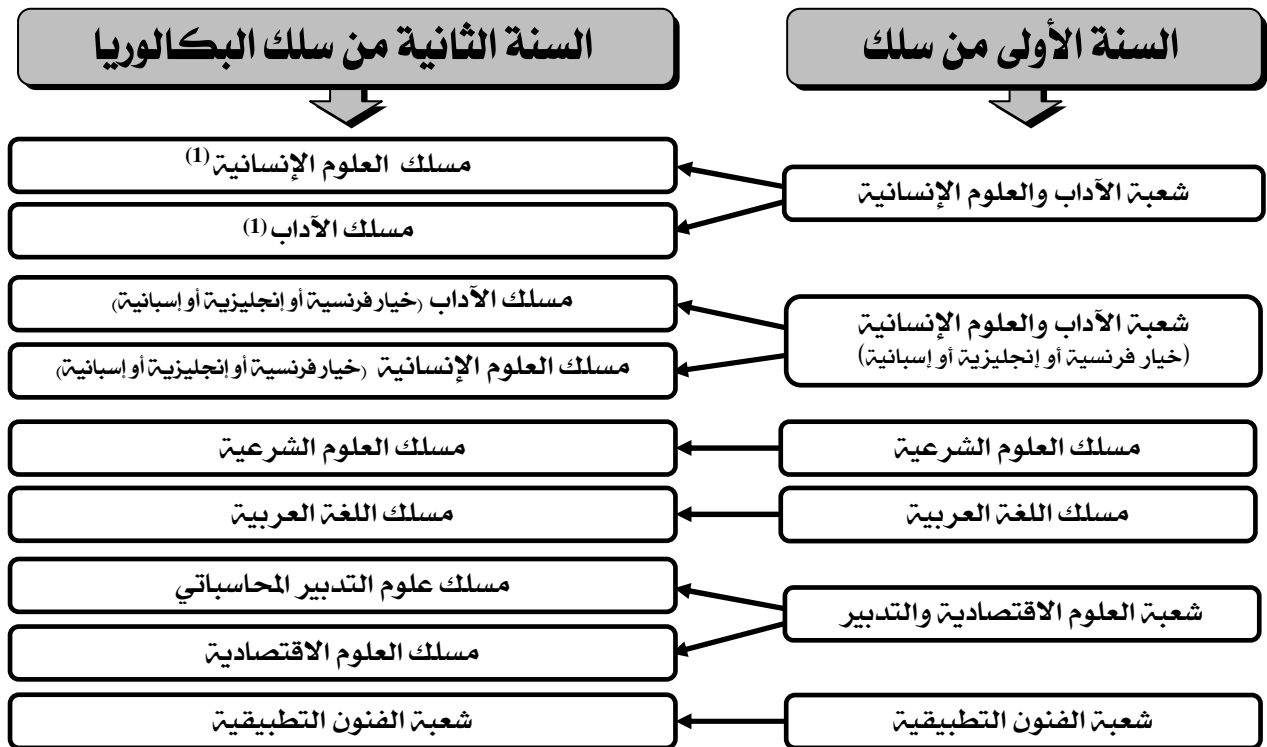 السنة الأولى من سلك
السنة الثانية من سلك البكالوريا
شعبة الآداب والعلوم الإنسانية
مسلك العلوم الإنسانية (1)
مسلك الآداب (1)
شعبة الآداب والعلوم الإنسانية
(خيار فرنسية أو إنجليزية أو إسبانية)
مسلك الآداب (خيار فرنسية أو إنجليزية أو إسبانية)
مسلك العلوم الإنسانية (خيار فرنسية أو إنجليزية أو إسبانية)
مسلك العلوم الشرعية
مسلك العلوم الشرعية
مسلك اللغة العربية
مسلك اللغة العربية
شعبة العلوم الاقتصادية والتدبير
مسلك علوم التدبير المحاسباتي
مسلك العلوم الاقتصادية
شعبة الفنون التطبيقية
شعبة الفنون التطبيقية